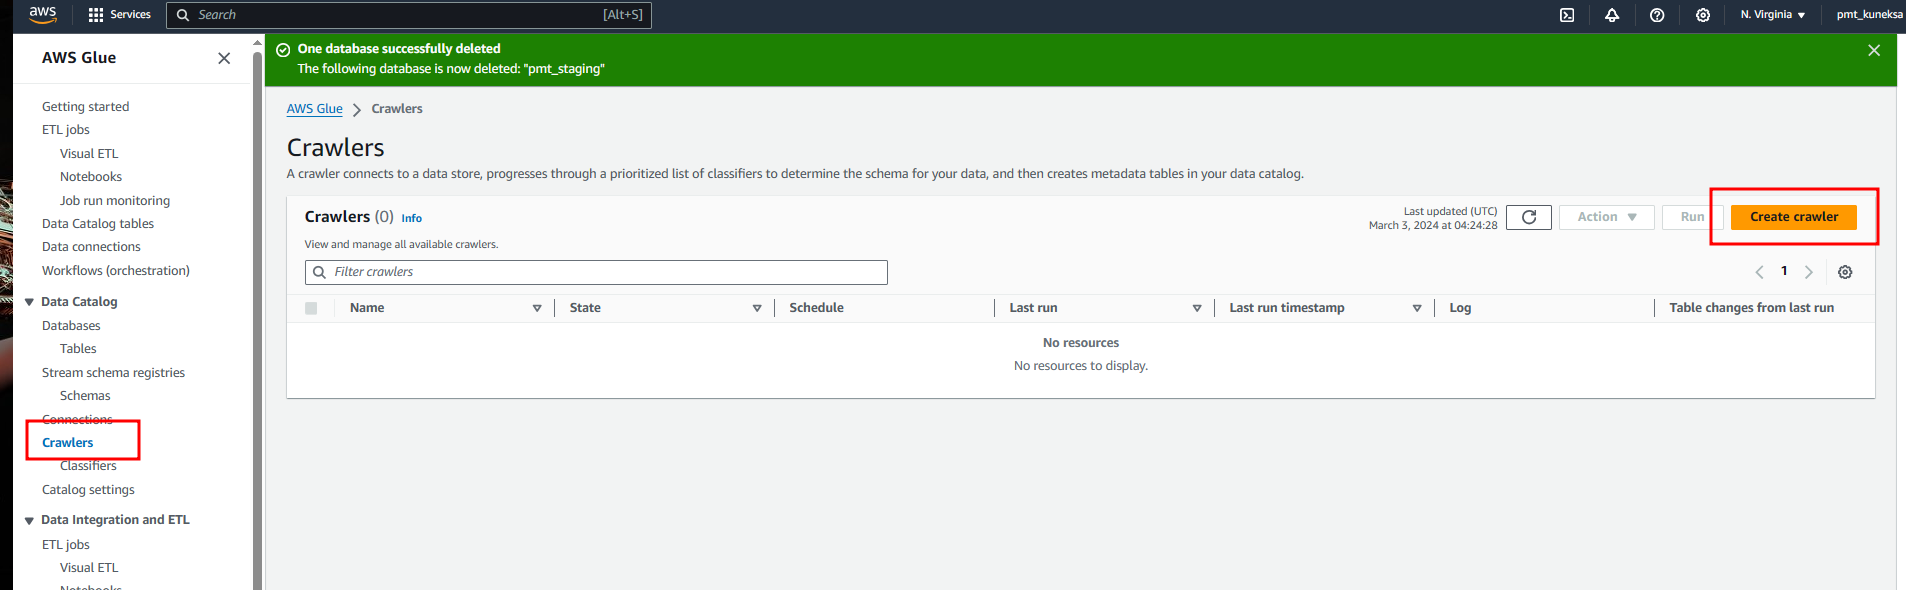 aws
Services
Search
[Alt+S]
N. Virginia
pmt_kuneksa
AWS Glue
Getting started
ETL jobs
Visual ETL
Notebooks
Job run monitoring
Data Catalog tables
Data connections
Workflows (orchestration)
Data Catalog
Databases
Tables
Stream schema registries
Schemas
Connections
Crawlers
Classifiers
Catalog settings
Data Integration and ETL
ETL jobs
Visual ETL
Notebooks
One database successfully deleted
The following database is now deleted: "pmt_staging"
AWS Glue > Crawlers
Crawlers
A crawler connects to a data store, progresses through a prioritized list of classifiers to determine the schema for your data, and then creates metadata tables in your data catalog.
Crawlers (0) Info
View and manage all available crawlers.
Last updated (UTC)
March 3, 2024 at 04:24:28
Action
Run
Create crawler
Filter crawlers
1
Name
State
Schedule
Last run
Last run timestamp
Log
Table changes from last run
No resources
No resources to display.